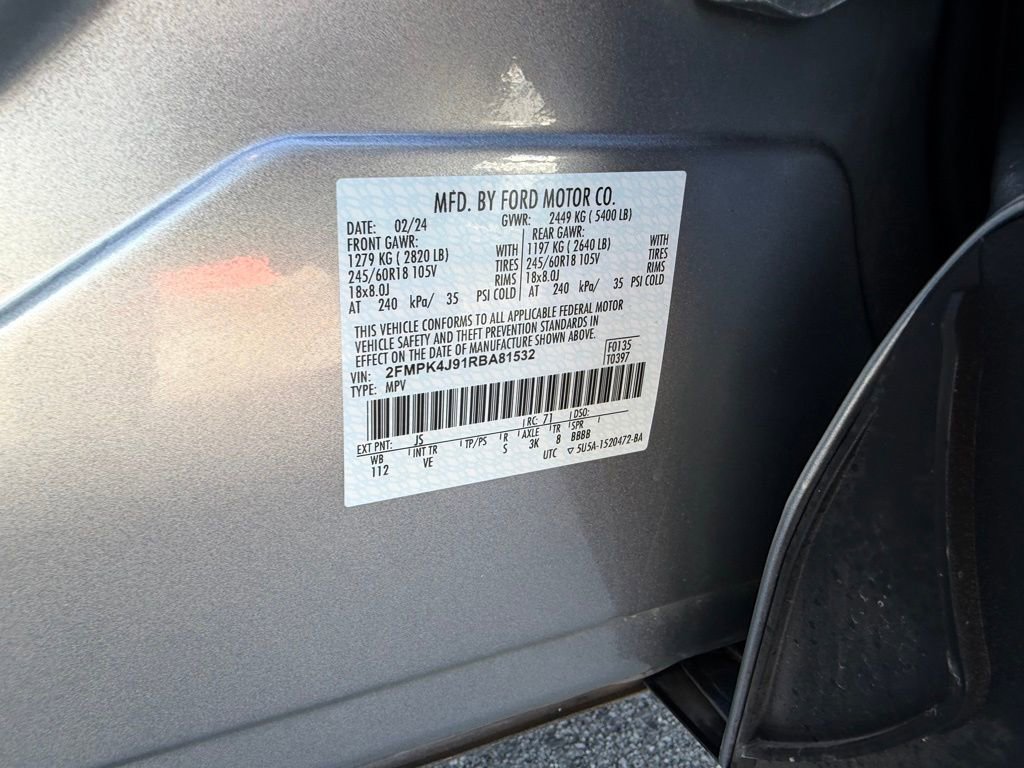 MFD. BY FORD MOTOR CO.
DATE: 02/24 GVWR: 2449 KG ( 5400 LB)
FRONT GAWR: REAR GAWR:
1279 KG ( 2820 LB) WITH 1197 KG ( 2640 LB) WITH
245/60R18 105V TIRES 245/60R18 105V TIRES
18x8.0J RIMS 18x8.0J RIMS
AT 240 kPa/ 35 PSI COLD AT 240 kPa/ 35 PSI COLD
THIS VEHICLE CONFORMS TO ALL APPLICABLE FEDERAL MOTOR
VEHICLE SAFETY AND THEFT PREVENTION STANDARDS IN
EFFECT ON THE DATE OF MANUFACTURE SHOWN ABOVE.
VIN: 2FMPK4J91RBA81532 F0135
TYPE: MPV T0397
RC: 71 DSO:
EXT PNT: JS
WB INT TR TP/PS R AXLE TR SPR
112 VE S 3K 8 BBBB
UTC ▽ 5U5A-1520472-BA